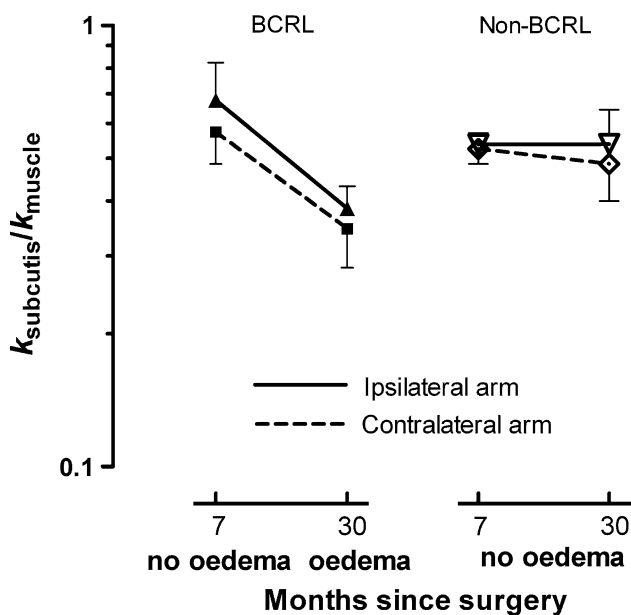 BCRL
Non-BCRL
1
0.1
ksubcutis/kmuscle
Ipsilateral arm
Contralateral arm
7 30 7 30
no oedema oedema no oedema
Months since surgery